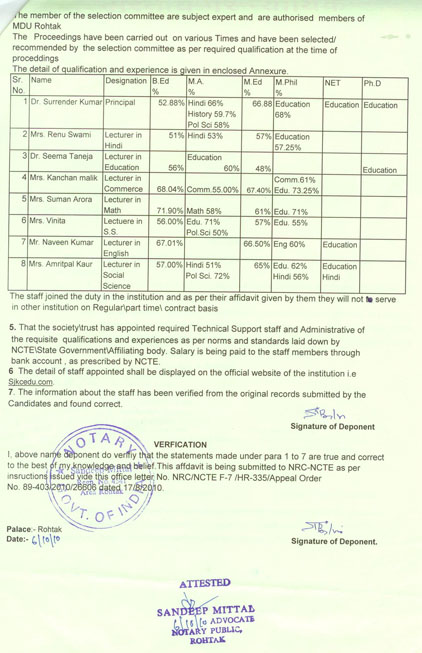 The member of the selection committee are subject expert and are authorised members of
MDU Rohtak
The Proceedings have been carried out on various Times and have been selected/
recommended by the selection committee as per required qualification at the time of
proceddings
The detail of qualification and experience is given in enclosed Annexure.
Sr. No. Name Designation B.Ed % M.A. % M.Ed % M.Phil % NET Ph.D
1 Dr. Surrender Kumar Principal 52.88% Hindi 66% History 59.7% Pol Sci 58% 66.88 Education 68% Education Education
2 Mrs. Renu Swami Lecturer in Hindi 51% Hindi 53% 57% Education 57.25%
3 Dr. Seema Taneja Lecturer in Education 56% Education 60% 48% Education
4 Mrs. Kanchan malik Lecturer in Commerce 68.04% Comm.55.00% 67.40% Comm.61% Edu. 73.25%
5 Mrs. Suman Arora Lecturer in Math 71.90% Math 58% 61% Edu. 71%
6 Mrs. Vinita Lectuere in S.S. 56.00% Edu. 71% Pol.Sci 50% 57% Edu. 55%
7 Mr. Naveen Kumar Lecturer in English 67.01% 66.50% Eng 60% Education
8 Mrs. Amritpal Kaur Lecturer in Social Science 57.00% Hindi 51% Pol Sci. 72% 65% Edu. 62% Hindi 56% Education Hindi
The staff joined the duty in the institution and as per their affidavit given by them they will not to serve
in other institution on Regular\part time\ contract basis
5. That the society\trust has appointed required Technical Support staff and Administrative of
the requisite qualifications and experiences as per norms and standards laid down by
NCTE\State Government\Affiliating body. Salary is being paid to the staff members through
bank account , as prescribed by NCTE.
6 The detail of staff appointed shall be displayed on the official website of the institution i.e
Sjkcedu.com.
7. The information about the staff has been verified from the original records submitted by the
Candidates and found correct.
Signature of Deponent
VERFICATION
I, above name deponent do verfiy that the statements made under para 1 to 7 are true and correct
to the best of my knowledge and belief.This affidavit is being submitted to NRC-NCTE as per
insructions issued vide this office letter No. NRC/NCTE F-7 /HR-335/Appeal Order
No. 89-403/2010/26606 dated 17/8/2010.
NOTARY
Sandeep Mittal
Area Rohtak
GOVT. OF INDIA
Palace:- Rohtak
Date:- 6/10/10
Signature of Deponent.
ATTESTED
SANDEEP MITTAL
6/10/10 ADVOCATE
NOTARY PUBLIC,
ROHTAK